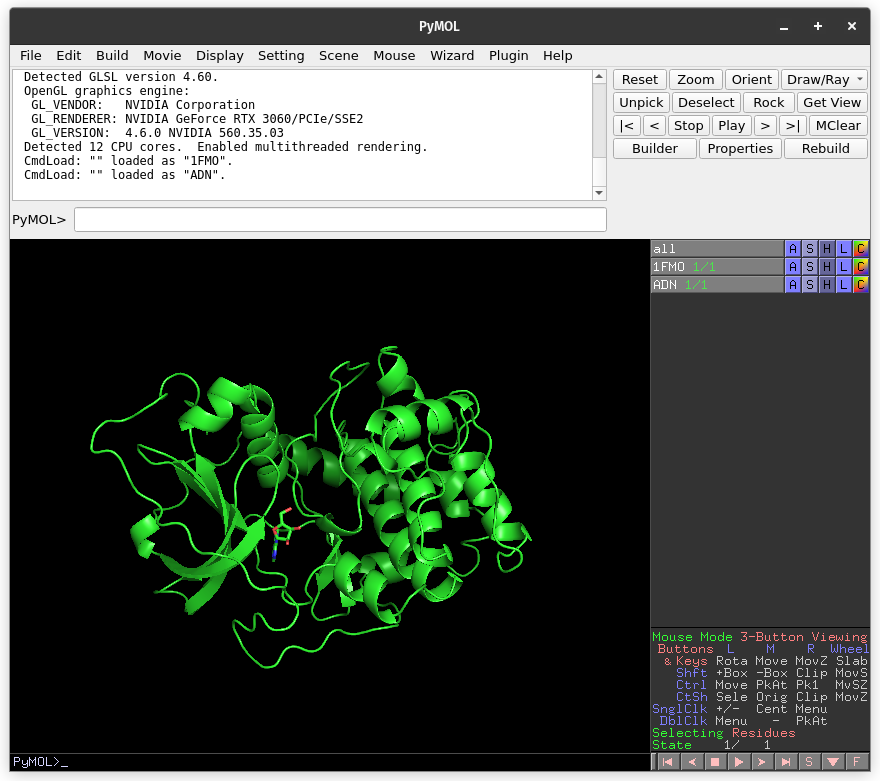 PyMOL
File Edit Build Movie Display Setting Scene Mouse Wizard Plugin Help
Detected GLSL version 4.60.
OpenGL graphics engine:
GL_VENDOR: NVIDIA Corporation
GL_RENDERER: NVIDIA GeForce RTX 3060/PCIe/SSE2
GL_VERSION: 4.6.0 NVIDIA 560.35.03
Detected 12 CPU cores. Enabled multithreaded rendering.
CmdLoad: "" loaded as "1FMO".
CmdLoad: "" loaded as "ADN".
PyMOL>
Reset Zoom Orient Draw/Ray
Unpick Deselect Rock Get View
|< < Stop Play > >| MClear
Builder Properties Rebuild
all A S H L C
1FMO 1/1 A S H L C
ADN 1/1 A S H L C
Mouse Mode 3-Button Viewing
Buttons L M R Wheel
& Keys Rota Move MovZ Slab
Shft +Box -Box Clip MovS
Ctrl Move PkAt Pk1 MvSZ
CtSh Sele Orig Clip MovZ
SnglClk +/- Cent Menu
DblClk Menu - PkAt
Selecting Residues
State 1/ 1
PyMOL>_
S F